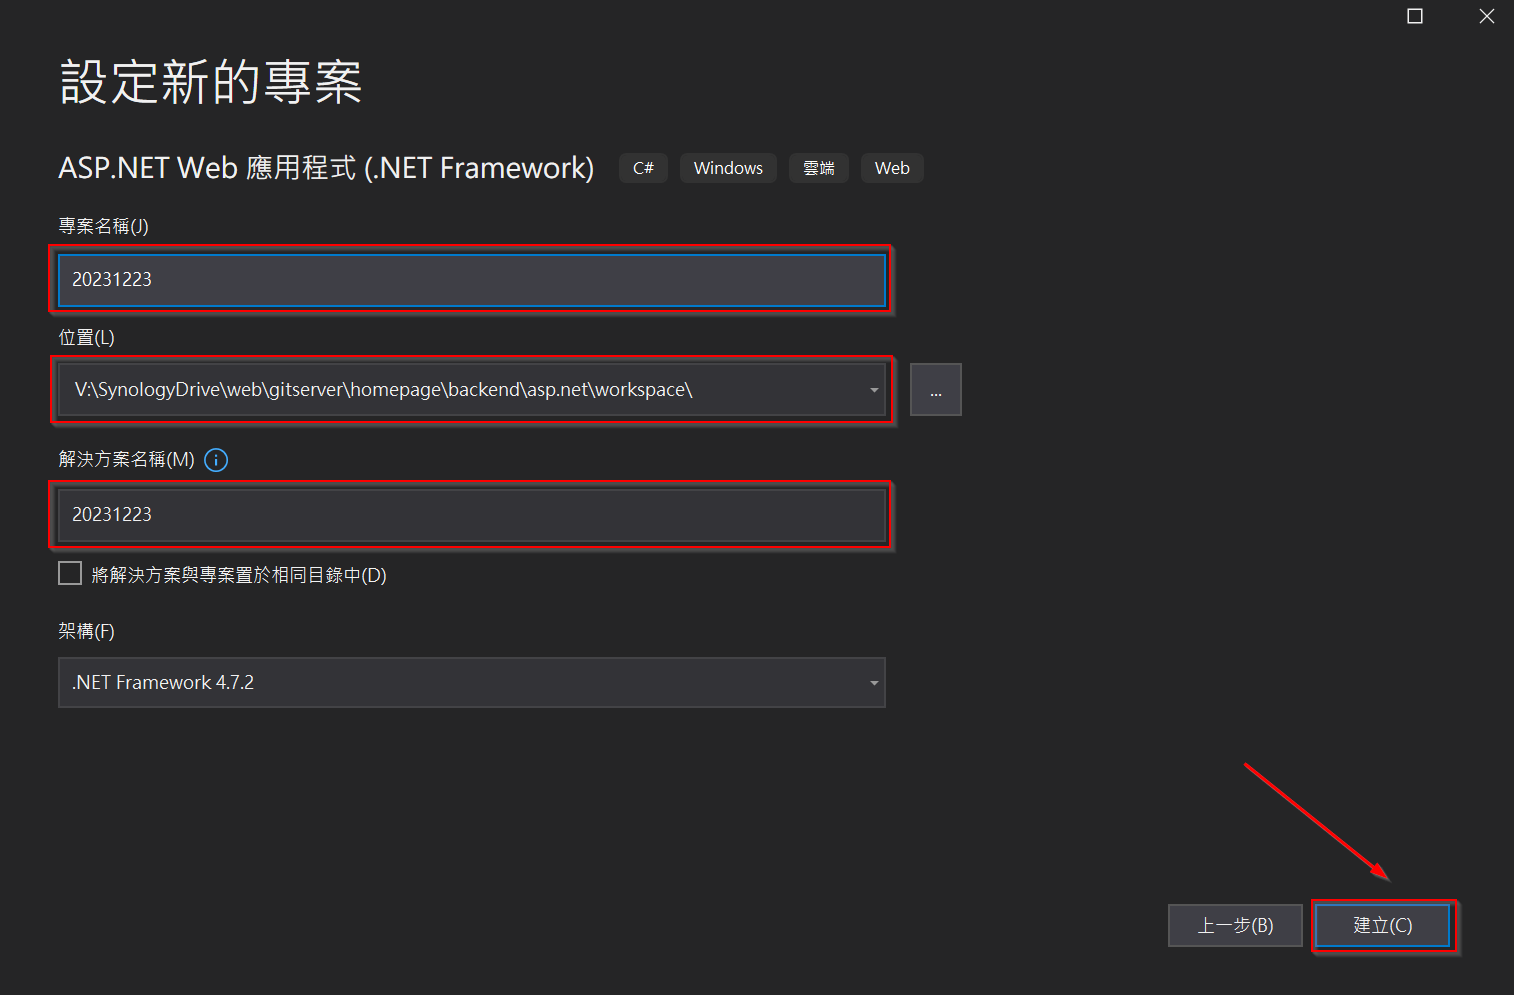 設定新的專案
ASP.NET Web 應用程式 (.NET Framework) C# Windows 雲端 Web
專案名稱(J)
20231223
位置(L)
V:\SynologyDrive\web\gitserver\homepage\backend\asp.net\workspace\ ...
解決方案名稱(M)
20231223
將解決方案與專案置於相同目錄中(D)
架構(F)
.NET Framework 4.7.2
上一步(B) 建立(C)